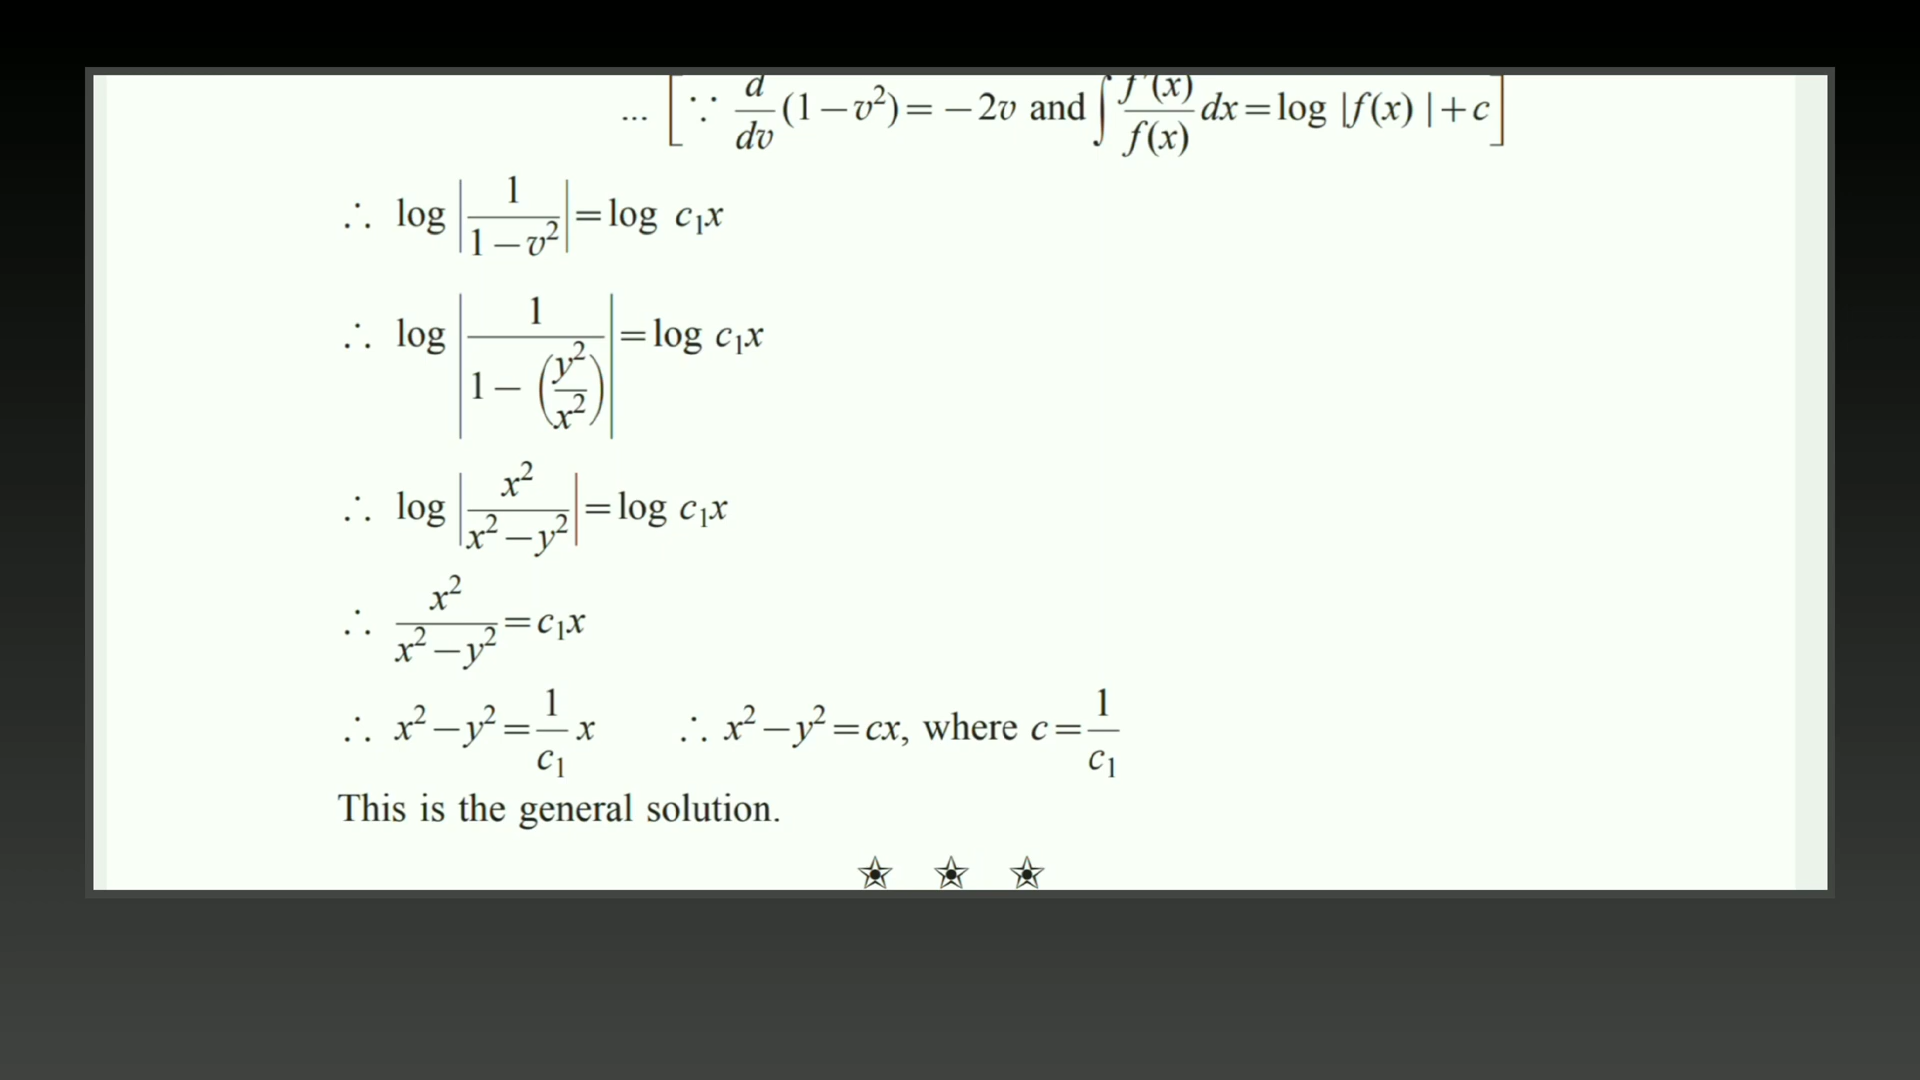 ... [∵ d/dv (1−v²)= −2v and ∫ f′(x)/f(x) dx=log |f(x) |+c]
∴ log |1/(1−v²)|=log c₁x
∴ log |1/(1− (y²/x²))|=log c₁x
∴ log |x²/(x²−y²)|=log c₁x
∴ x²/(x²−y²)=c₁x
∴ x²−y²=1/c₁ x ∴ x²−y²=cx, where c=1/c₁
This is the general solution.